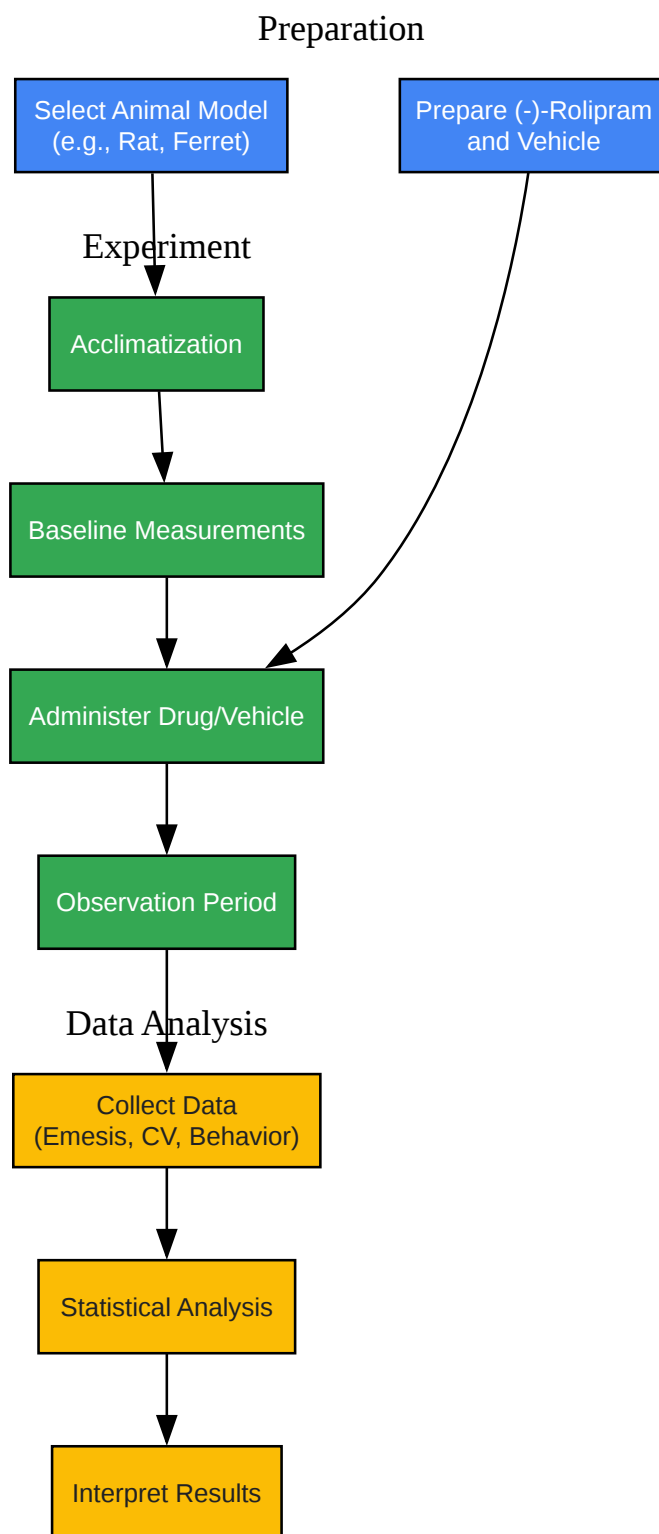 Preparation
Select Animal Model
(e.g., Rat, Ferret)
Prepare (-)-Rolipram
and Vehicle
Experiment
Acclimatization
Baseline Measurements
Administer Drug/Vehicle
Observation Period
Data Analysis
Collect Data
(Emesis, CV, Behavior)
Statistical Analysis
Interpret Results